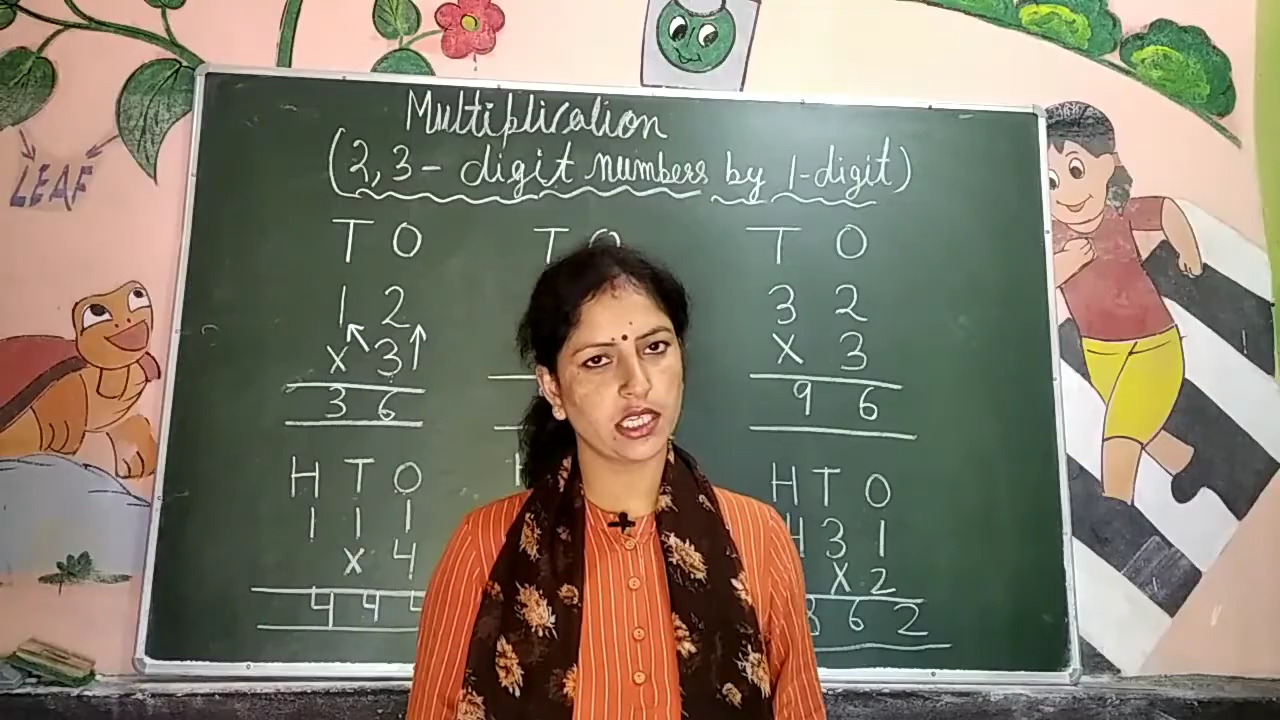 Multiplication
(2,3 - digit numbers by 1-digit)
LEAF
T O
1 2
x 3
3 6
T O
T O
3 2
x 3
9 6
H T O
1 1 1
x 4
4 4 4
H
H T O
4 3 1
x 2
8 6 2